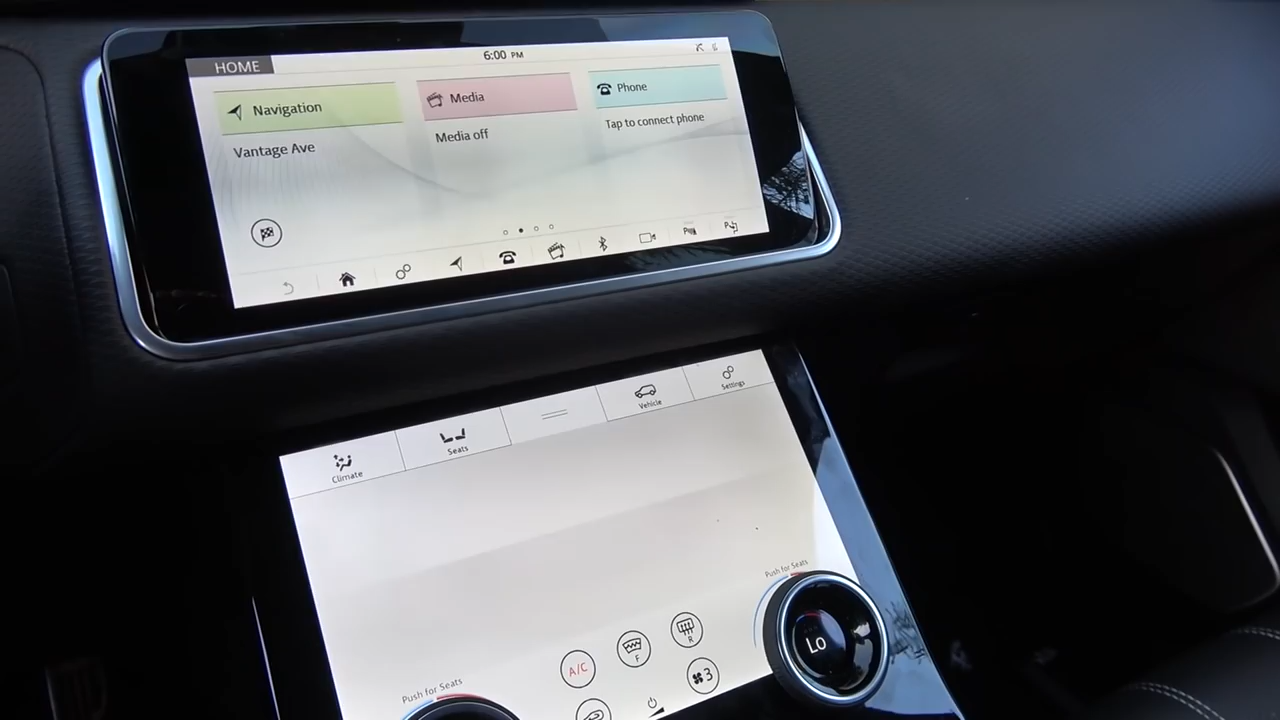 HOME
6:00 PM
Navigation
Media
Phone
Vantage Ave
Media off
Tap to connect phone
Climate
Seats
Vehicle
Settings
Push for Seats
Lo
A/C
F
R
3
Push for Seats